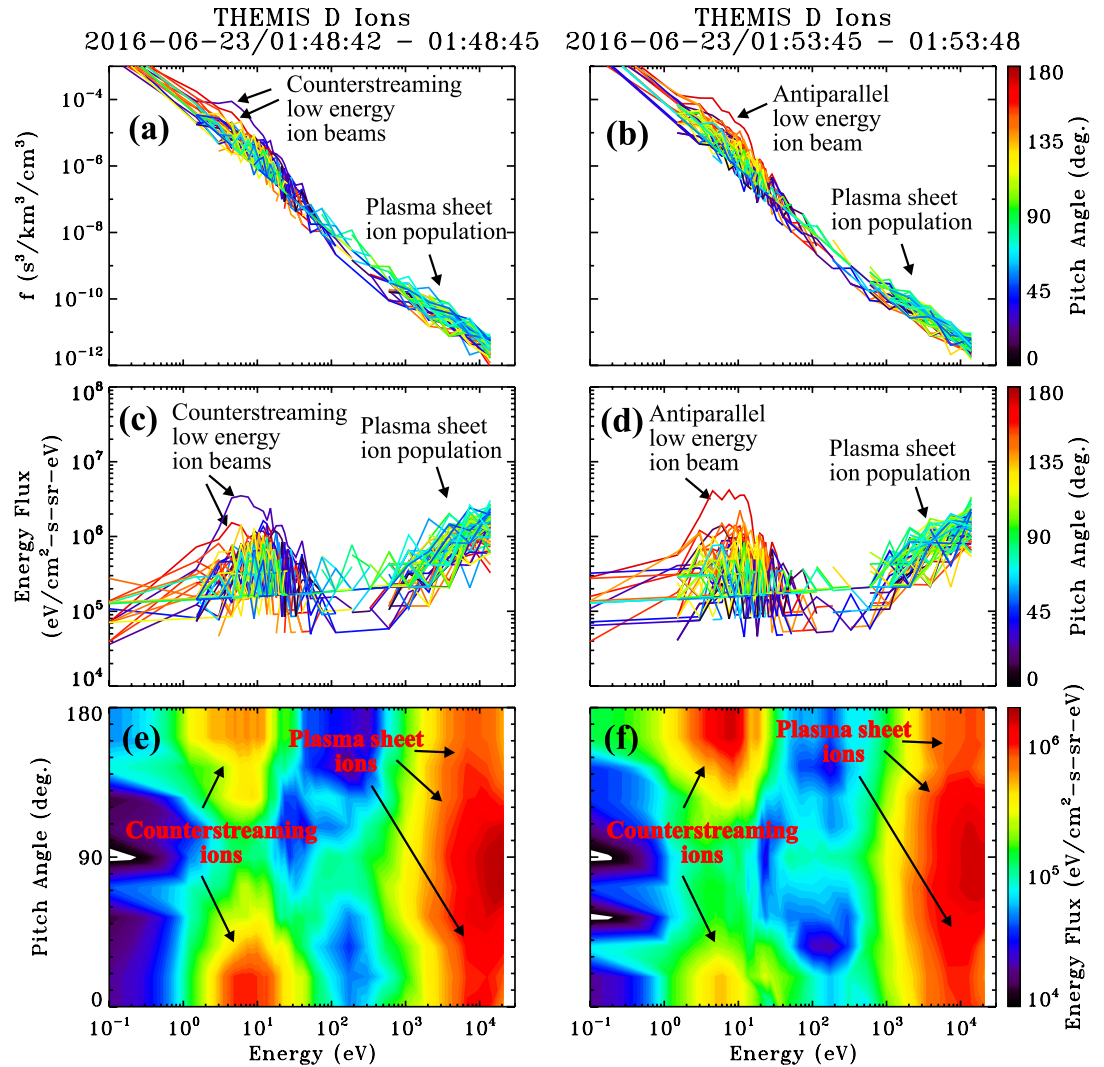 THEMIS D Ions
2016-06-23/01:48:42 - 01:48:45
THEMIS D Ions
2016-06-23/01:53:45 - 01:53:48
f (s³/km³/cm³)
10⁻⁴
10⁻⁶
10⁻⁸
10⁻¹⁰
10⁻¹²
(a)
Counterstreaming
low energy
ion beams
Plasma sheet
ion population
(b)
Antiparallel
low energy
ion beam
Plasma sheet
ion population
180
135
90
45
0
Pitch Angle (deg.)
Energy Flux
(eV/cm²-s-sr-eV)
10⁸
10⁷
10⁶
10⁵
10⁴
(c)
Counterstreaming
low energy
ion beams
Plasma sheet
ion population
(d)
Antiparallel
low energy
ion beam
Plasma sheet
ion population
180
135
90
45
0
Pitch Angle (deg.)
Pitch Angle (deg.)
180
90
0
(e)
Plasma sheet
ions
Counterstreaming
ions
(f)
Plasma sheet
ions
Counterstreaming
ions
10⁶
10⁵
10⁴
Energy Flux (eV/cm²-s-sr-eV)
10⁻¹ 10⁰ 10¹ 10² 10³ 10⁴
Energy (eV)
10⁻¹ 10⁰ 10¹ 10² 10³ 10⁴
Energy (eV)